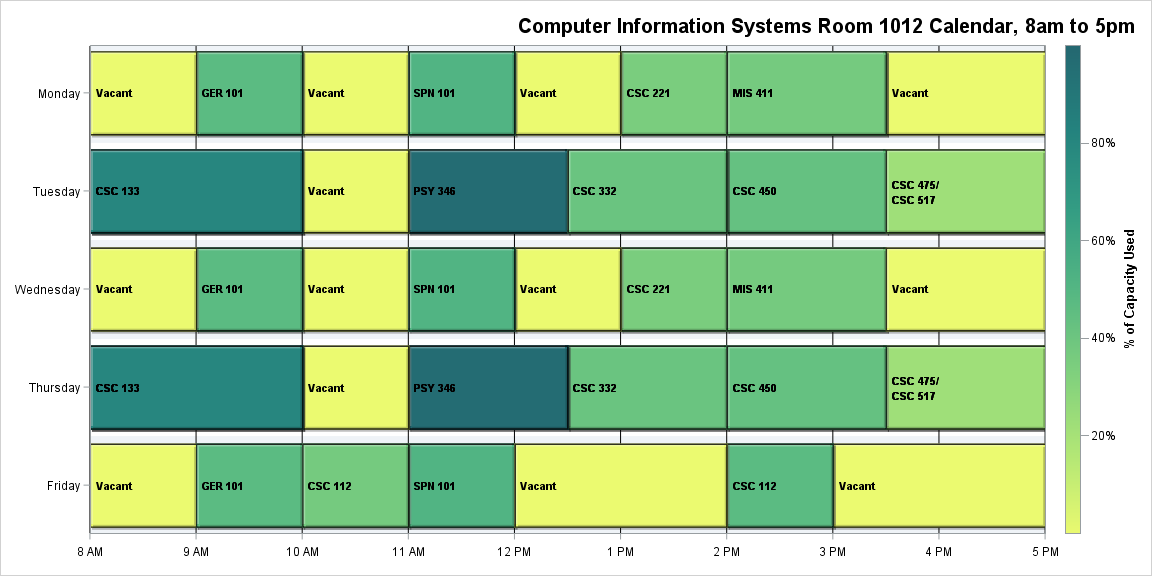 Computer Information Systems Room 1012 Calendar, 8am to 5pm
Monday
Vacant
GER 101
Vacant
SPN 101
Vacant
CSC 221
MIS 411
Vacant
Tuesday
CSC 133
Vacant
PSY 346
CSC 332
CSC 450
CSC 475/
CSC 517
Wednesday
Vacant
GER 101
Vacant
SPN 101
Vacant
CSC 221
MIS 411
Vacant
Thursday
CSC 133
Vacant
PSY 346
CSC 332
CSC 450
CSC 475/
CSC 517
Friday
Vacant
GER 101
CSC 112
SPN 101
Vacant
CSC 112
Vacant
8 AM
9 AM
10 AM
11 AM
12 PM
1 PM
2 PM
3 PM
4 PM
5 PM
80%
60%
40%
20%
% of Capacity Used